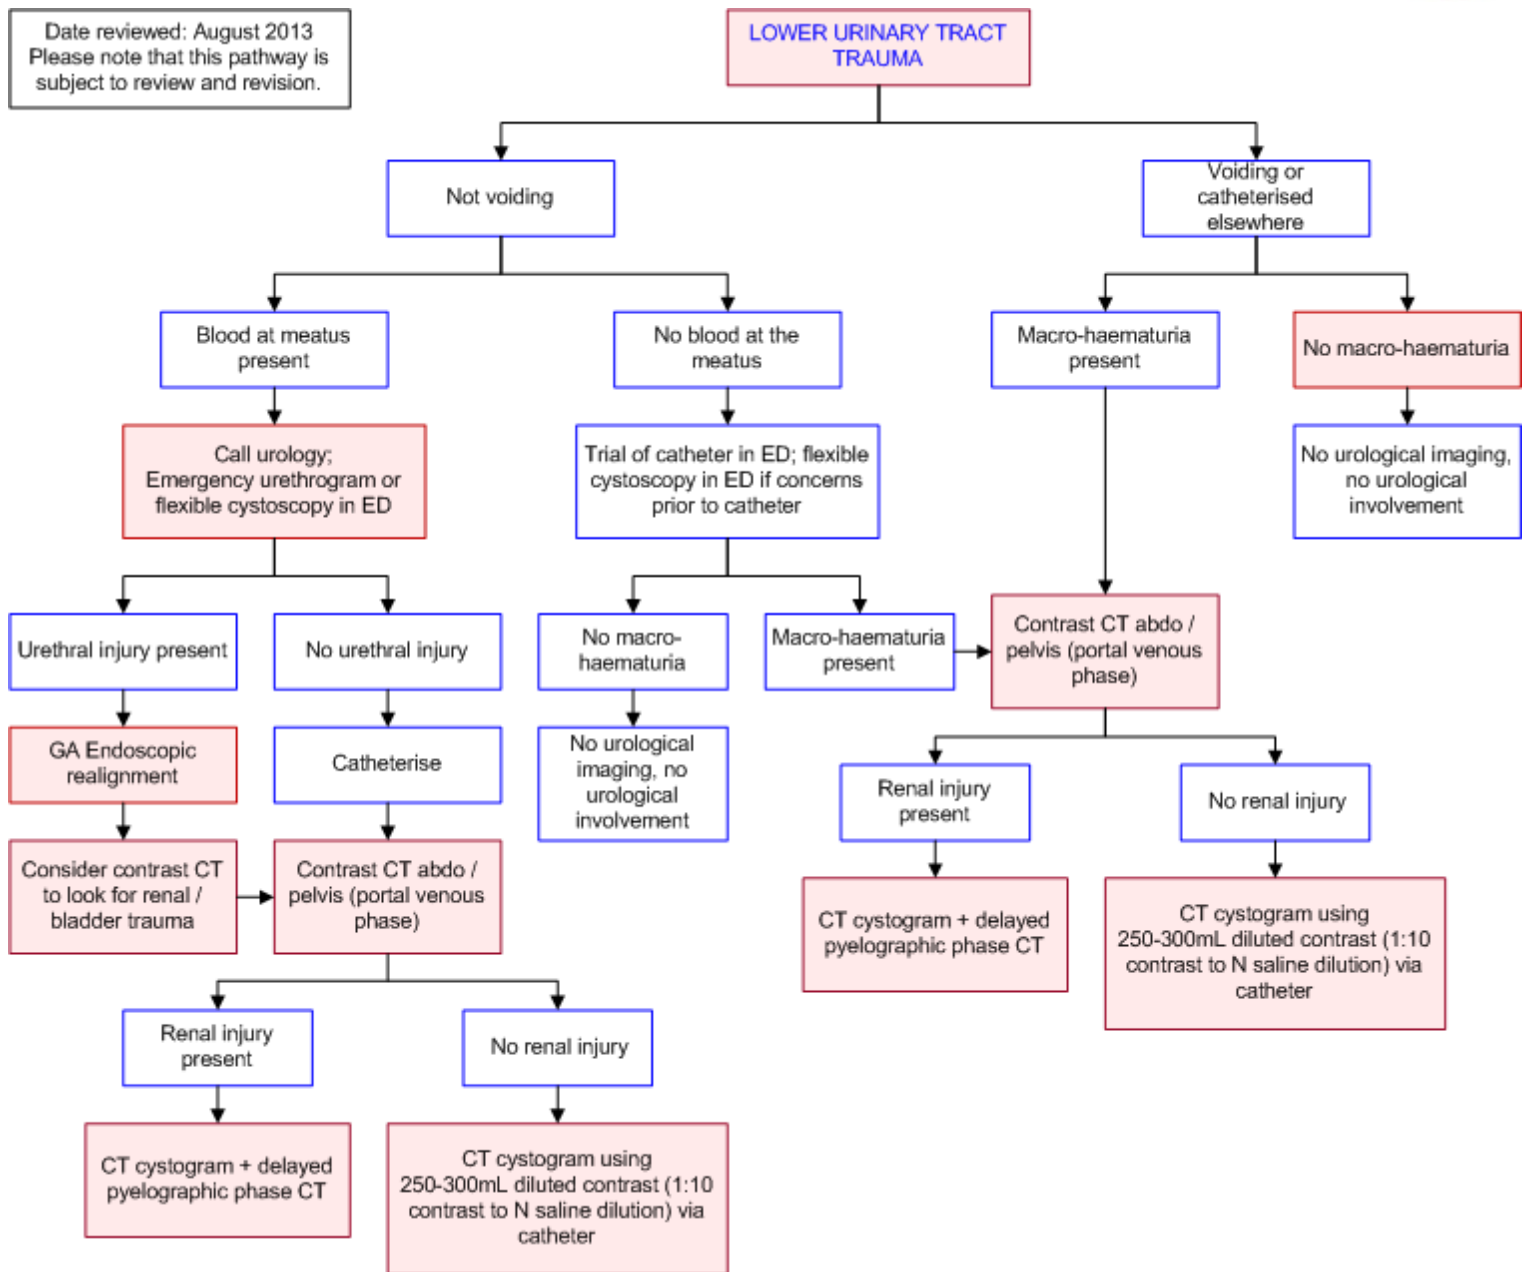 Date reviewed: August 2013
Please note that this pathway is
subject to review and revision.
LOWER URINARY TRACT
TRAUMA
Not voiding
Voiding or
catheterised
elsewhere
Blood at meatus
present
No blood at the
meatus
Macro-haematuria
present
No macro-haematuria
Call urology;
Emergency urethrogram or
flexible cystoscopy in ED
Trial of catheter in ED; flexible
cystoscopy in ED if concerns
prior to catheter
No urological imaging,
no urological
involvement
Urethral injury present
No urethral injury
No macro-
haematuria
Macro-haematuria
present
Contrast CT abdo /
pelvis (portal venous
phase)
GA Endoscopic
realignment
Catheterise
No urological
imaging, no
urological
involvement
Renal injury
present
No renal injury
Consider contrast CT
to look for renal /
bladder trauma
Contrast CT abdo /
pelvis (portal venous
phase)
CT cystogram + delayed
pyelographic phase CT
CT cystogram using
250-300mL diluted contrast (1:10
contrast to N saline dilution) via
catheter
Renal injury
present
No renal injury
CT cystogram + delayed
pyelographic phase CT
CT cystogram using
250-300mL diluted contrast (1:10
contrast to N saline dilution) via
catheter